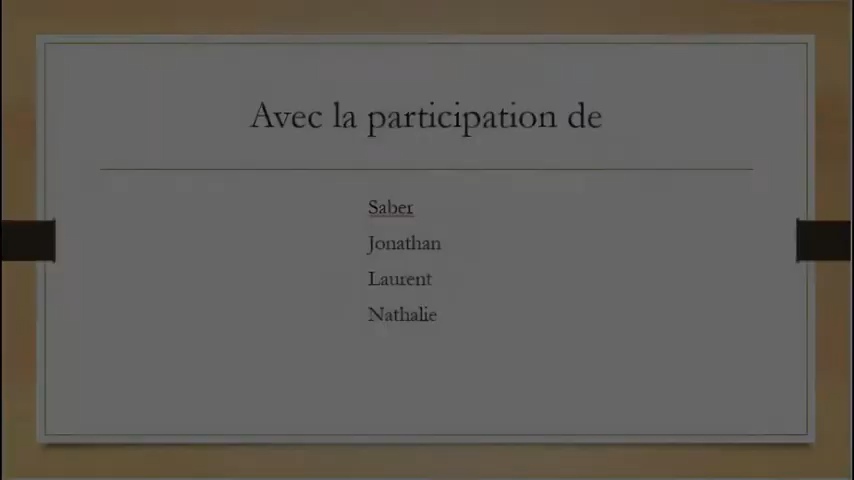 Avec la participation de
Saber
Jonathan
Laurent
Nathalie